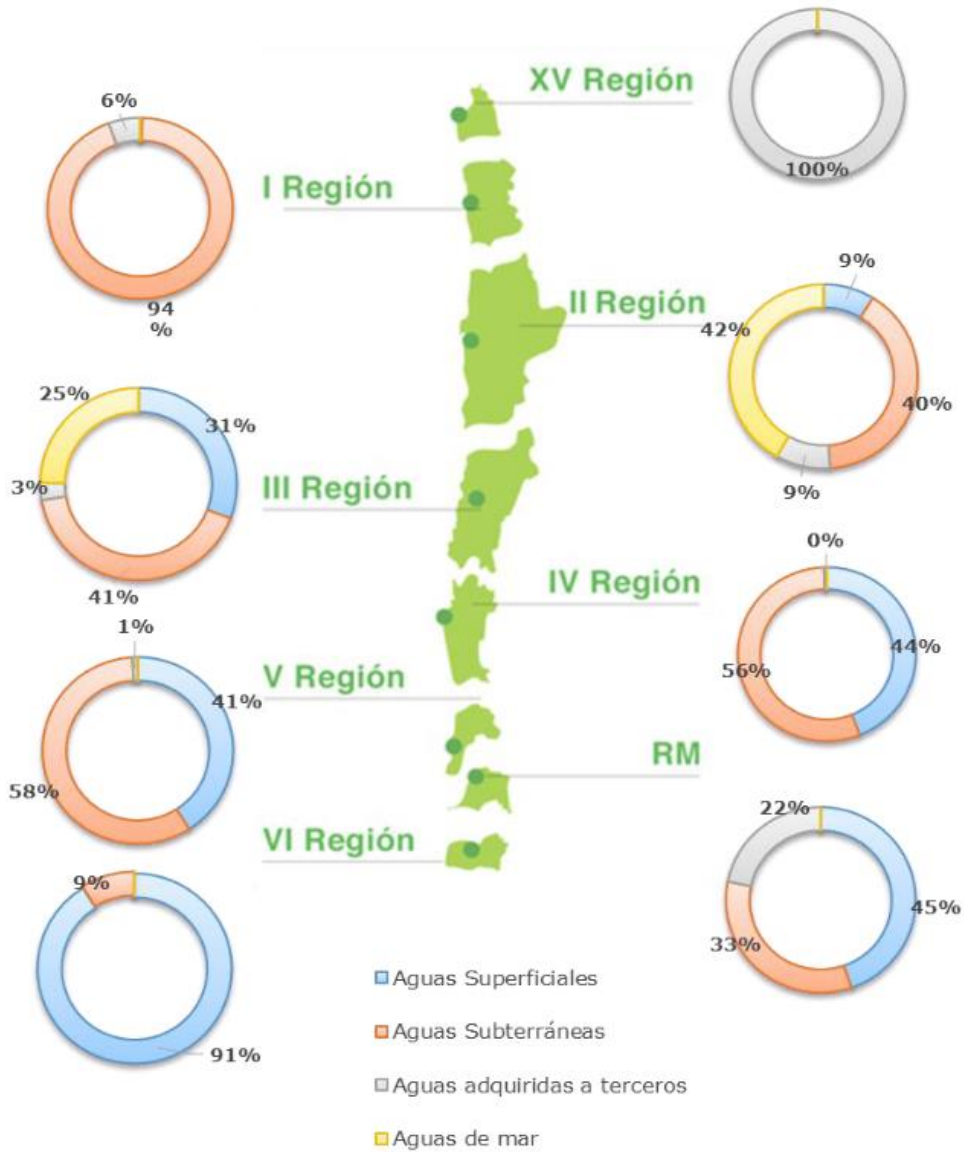 XV Región
100%
6%
I Región
94
%
II Región
9%
42%
40%
9%
25%
31%
3%
III Región
41%
0%
IV Región
44%
56%
1%
V Región
41%
58%
RM
22%
45%
33%
VI Región
9%
91%
Aguas Superficiales
Aguas Subterráneas
Aguas adquiridas a terceros
Aguas de mar